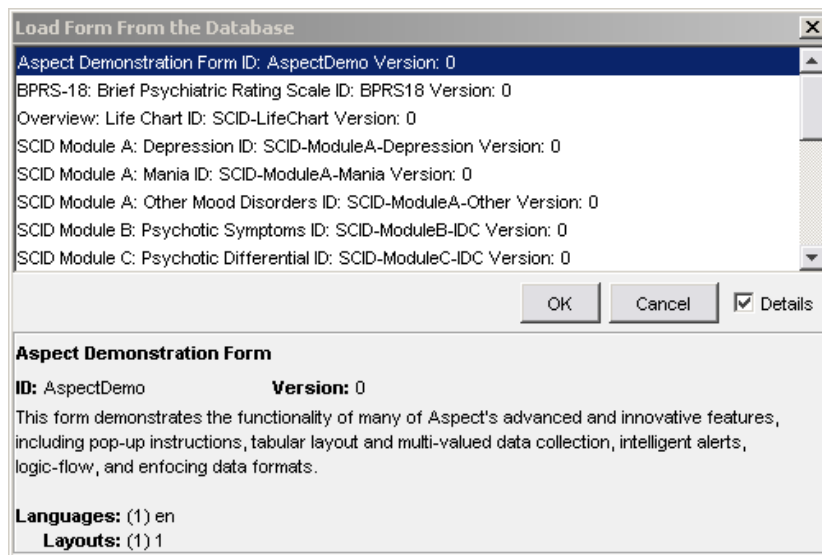 Load Form From the Database
Aspect Demonstration Form ID: AspectDemo Version: 0
BPRS-18: Brief Psychiatric Rating Scale ID: BPRS18 Version: 0
Overview: Life Chart ID: SCID-LifeChart Version: 0
SCID Module A: Depression ID: SCID-ModuleA-Depression Version: 0
SCID Module A: Mania ID: SCID-ModuleA-Mania Version: 0
SCID Module A: Other Mood Disorders ID: SCID-ModuleA-Other Version: 0
SCID Module B: Psychotic Symptoms ID: SCID-ModuleB-IDC Version: 0
SCID Module C: Psychotic Differential ID: SCID-ModuleC-IDC Version: 0
OK Cancel Details
Aspect Demonstration Form
ID: AspectDemo Version: 0
This form demonstrates the functionality of many of Aspect's advanced and innovative features,
including pop-up instructions, tabular layout and multi-valued data collection, intelligent alerts,
logic-flow, and enfocing data formats.
Languages: (1) en
Layouts: (1) 1